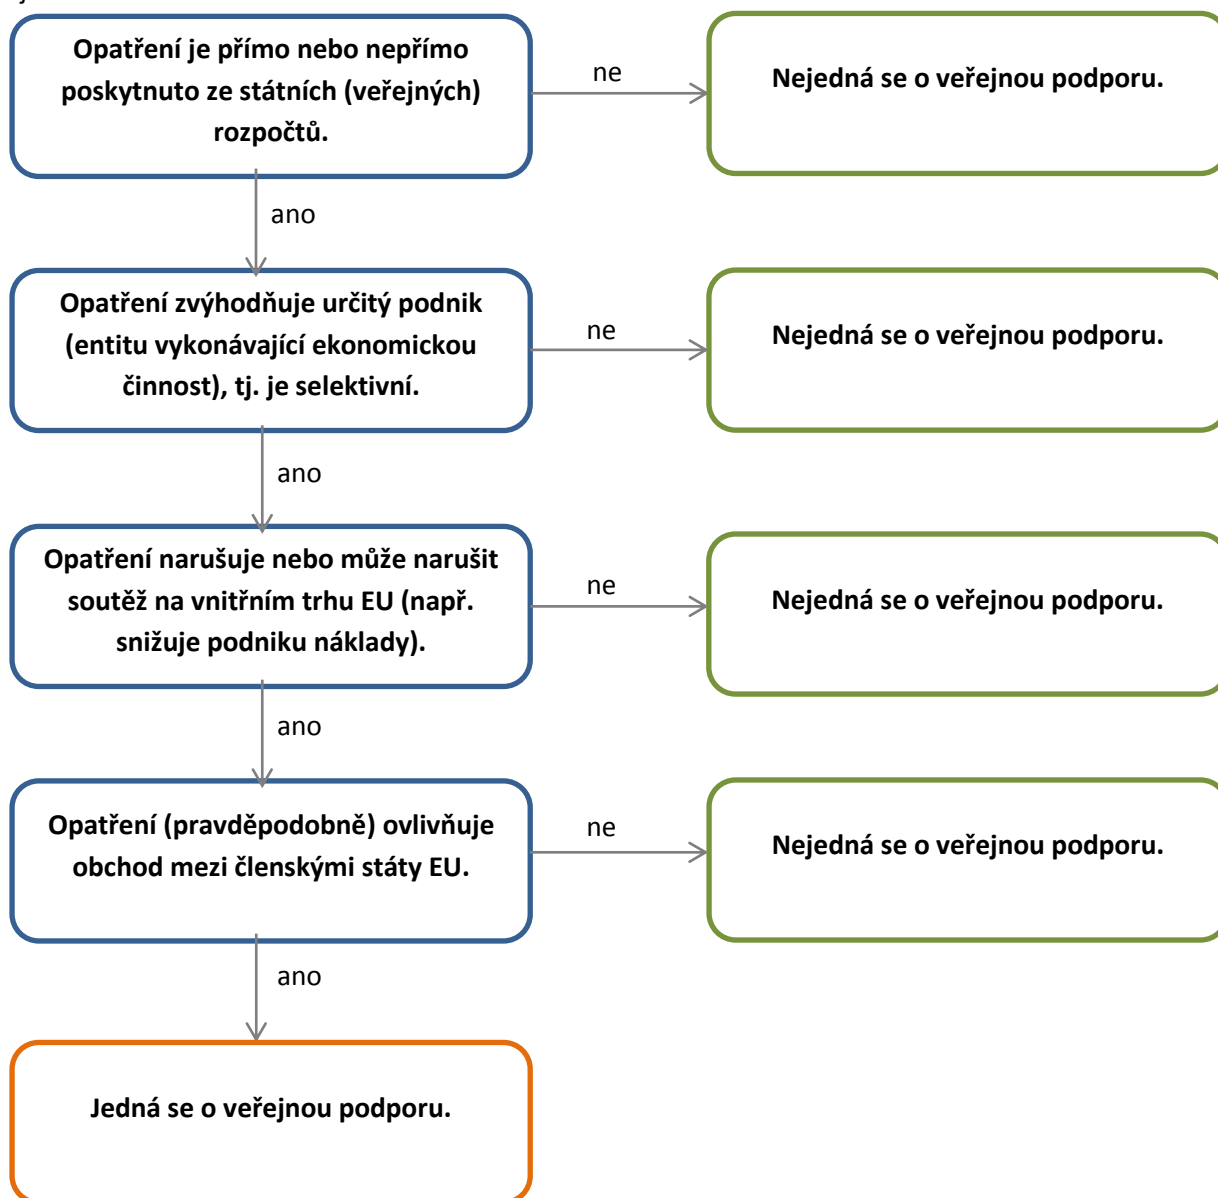 Opatření je přímo nebo nepřímo
poskytnuto ze státních (veřejných)
rozpočtů.
ne
Nejedná se o veřejnou podporu.
ano
Opatření zvýhodňuje určitý podnik
(entitu vykonávající ekonomickou
činnost), tj. je selektivní.
ne
Nejedná se o veřejnou podporu.
ano
Opatření narušuje nebo může narušit
soutěž na vnitřním trhu EU (např.
snižuje podniku náklady).
ne
Nejedná se o veřejnou podporu.
ano
Opatření (pravděpodobně) ovlivňuje
obchod mezi členskými státy EU.
ne
Nejedná se o veřejnou podporu.
ano
Jedná se o veřejnou podporu.